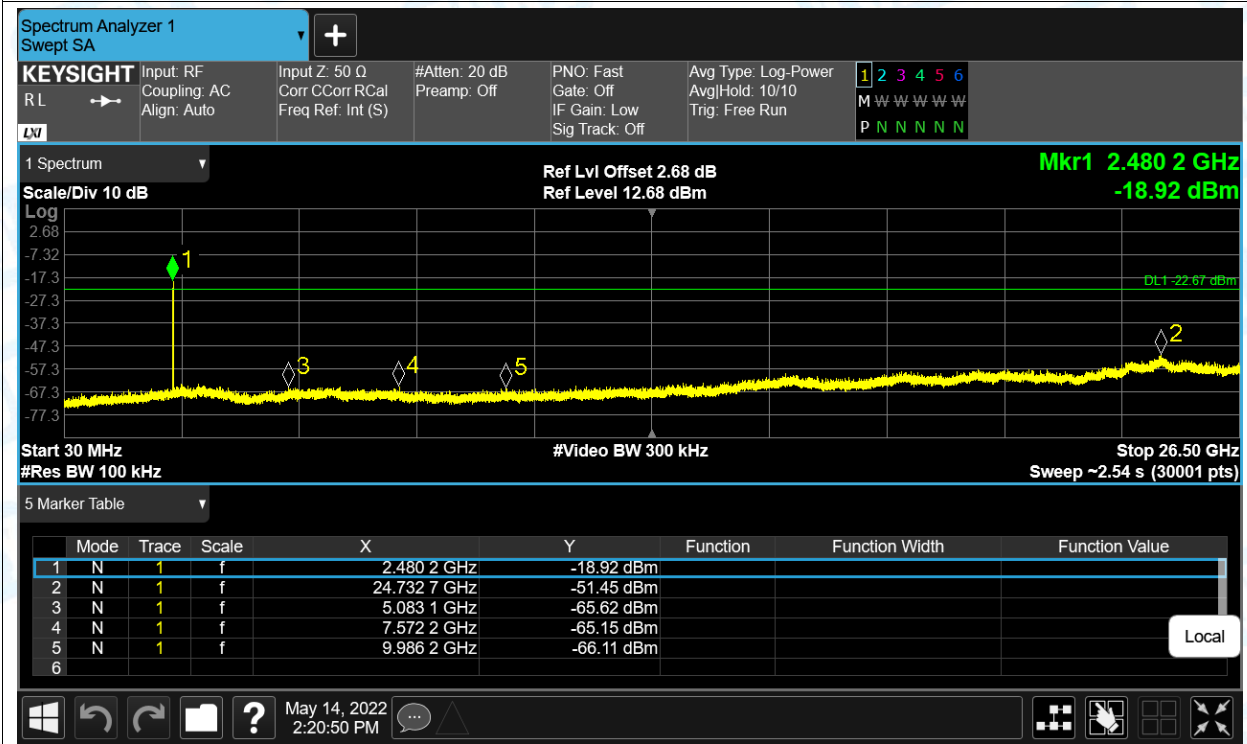 Spectrum Analyzer 1
Swept SA
KEYSIGHT
R L
LXI
Input: RF
Coupling: AC
Align: Auto
Input Z: 50 Ω
Corr CCorr RCal
Freq Ref: Int (S)
#Atten: 20 dB
Preamp: Off
PNO: Fast
Gate: Off
IF Gain: Low
Sig Track: Off
Avg Type: Log-Power
Avg|Hold: 10/10
Trig: Free Run
1 2 3 4 5 6
M W W W W W
P N N N N N
1 Spectrum
Scale/Div 10 dB
Ref Lvl Offset 2.68 dB
Ref Level 12.68 dBm
Mkr1 2.480 2 GHz
-18.92 dBm
Log
2.68
-7.32
-17.3
-27.3
-37.3
-47.3
-57.3
-67.3
-77.3
1
DL1 -22.67 dBm
2
3
4
5
Start 30 MHz
#Video BW 300 kHz
Stop 26.50 GHz
#Res BW 100 kHz
Sweep ~2.54 s (30001 pts)
5 Marker Table
Mode Trace Scale X Y Function Function Width Function Value
1 N 1 f 2.480 2 GHz -18.92 dBm
2 N 1 f 24.732 7 GHz -51.45 dBm
3 N 1 f 5.083 1 GHz -65.62 dBm
4 N 1 f 7.572 2 GHz -65.15 dBm
5 N 1 f 9.986 2 GHz -66.11 dBm
6
Local
?
May 14, 2022
2:20:50 PM